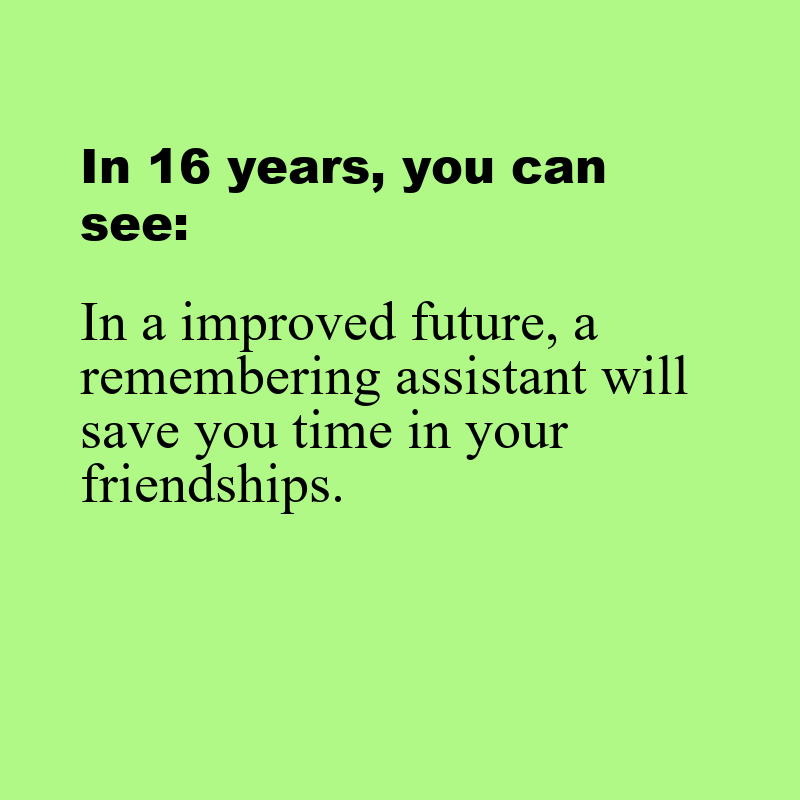 In 16 years, you can
see:
In a improved future, a
remembering assistant will
save you time in your
friendships.